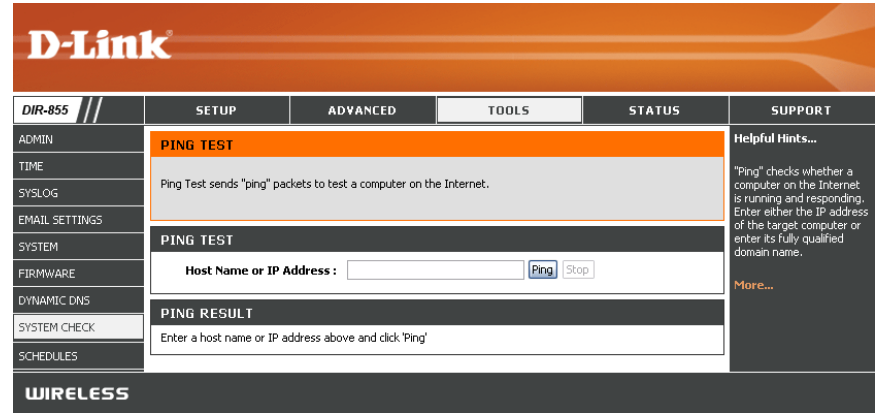 D-Link
DIR-855
SETUP
ADVANCED
TOOLS
STATUS
SUPPORT
ADMIN
TIME
SYSLOG
EMAIL SETTINGS
SYSTEM
FIRMWARE
DYNAMIC DNS
SYSTEM CHECK
SCHEDULES
PING TEST
Ping Test sends "ping" packets to test a computer on the Internet.
PING TEST
Host Name or IP Address :
Ping
Stop
PING RESULT
Enter a host name or IP address above and click 'Ping'
Helpful Hints...
"Ping" checks whether a
computer on the Internet
is running and responding.
Enter either the IP address
of the target computer or
enter its fully qualified
domain name.
More...
WIRELESS